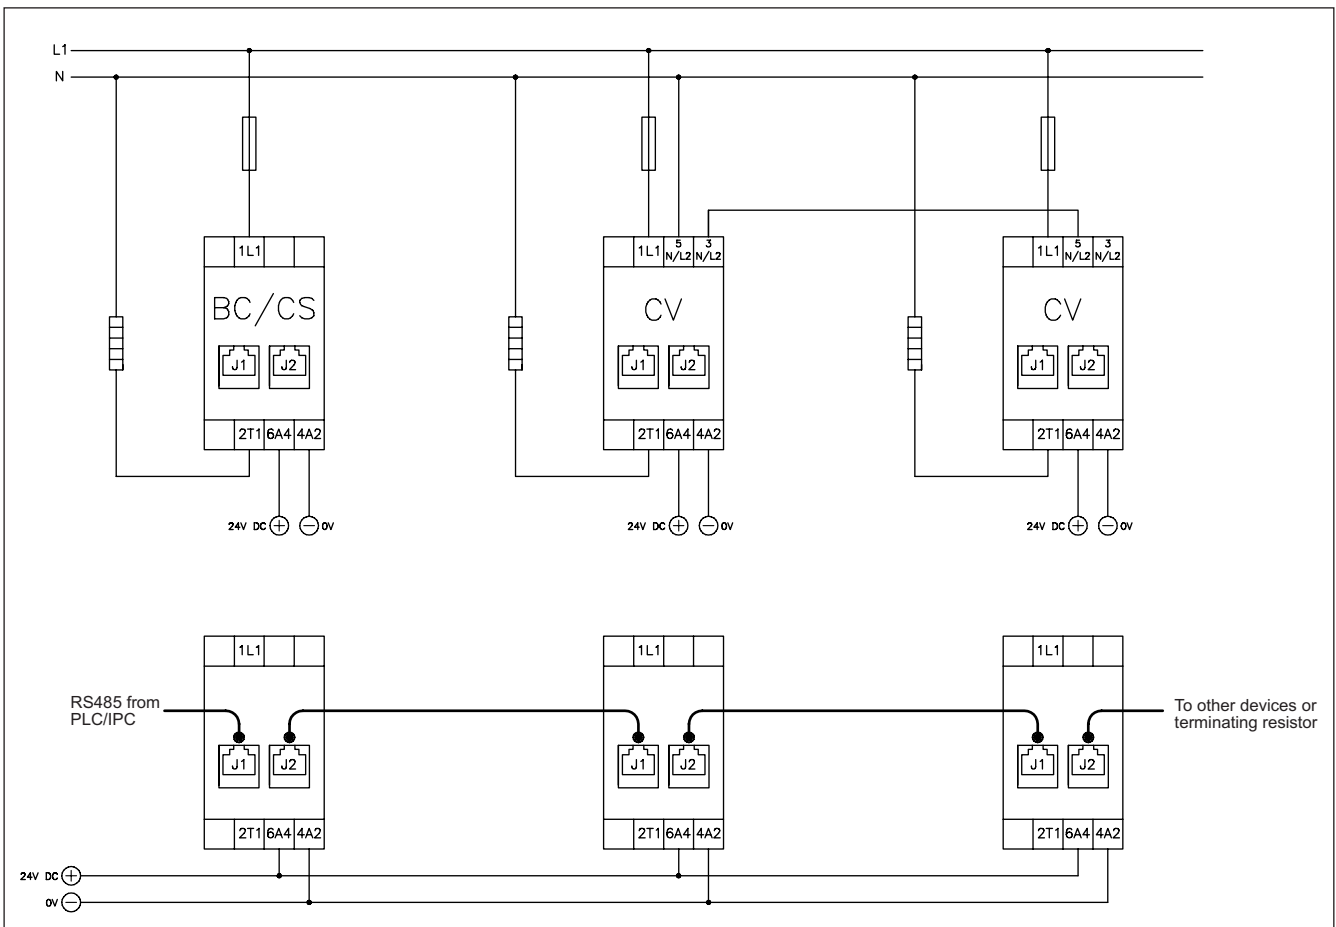 L1
N
1L1
1L1 5 N/L2 3 N/L2
1L1 5 N/L2 3 N/L2
BC/CS
CV
CV
J1 J2
J1 J2
J1 J2
2T1 6A4 4A2
2T1 6A4 4A2
2T1 6A4 4A2
24V DC + − 0V
24V DC + − 0V
24V DC + − 0V
1L1
1L1
1L1
RS485 from
PLC/IPC
To other devices or
terminating resistor
J1 J2
J1 J2
J1 J2
2T1 6A4 4A2
2T1 6A4 4A2
2T1 6A4 4A2
24V DC +
0V −